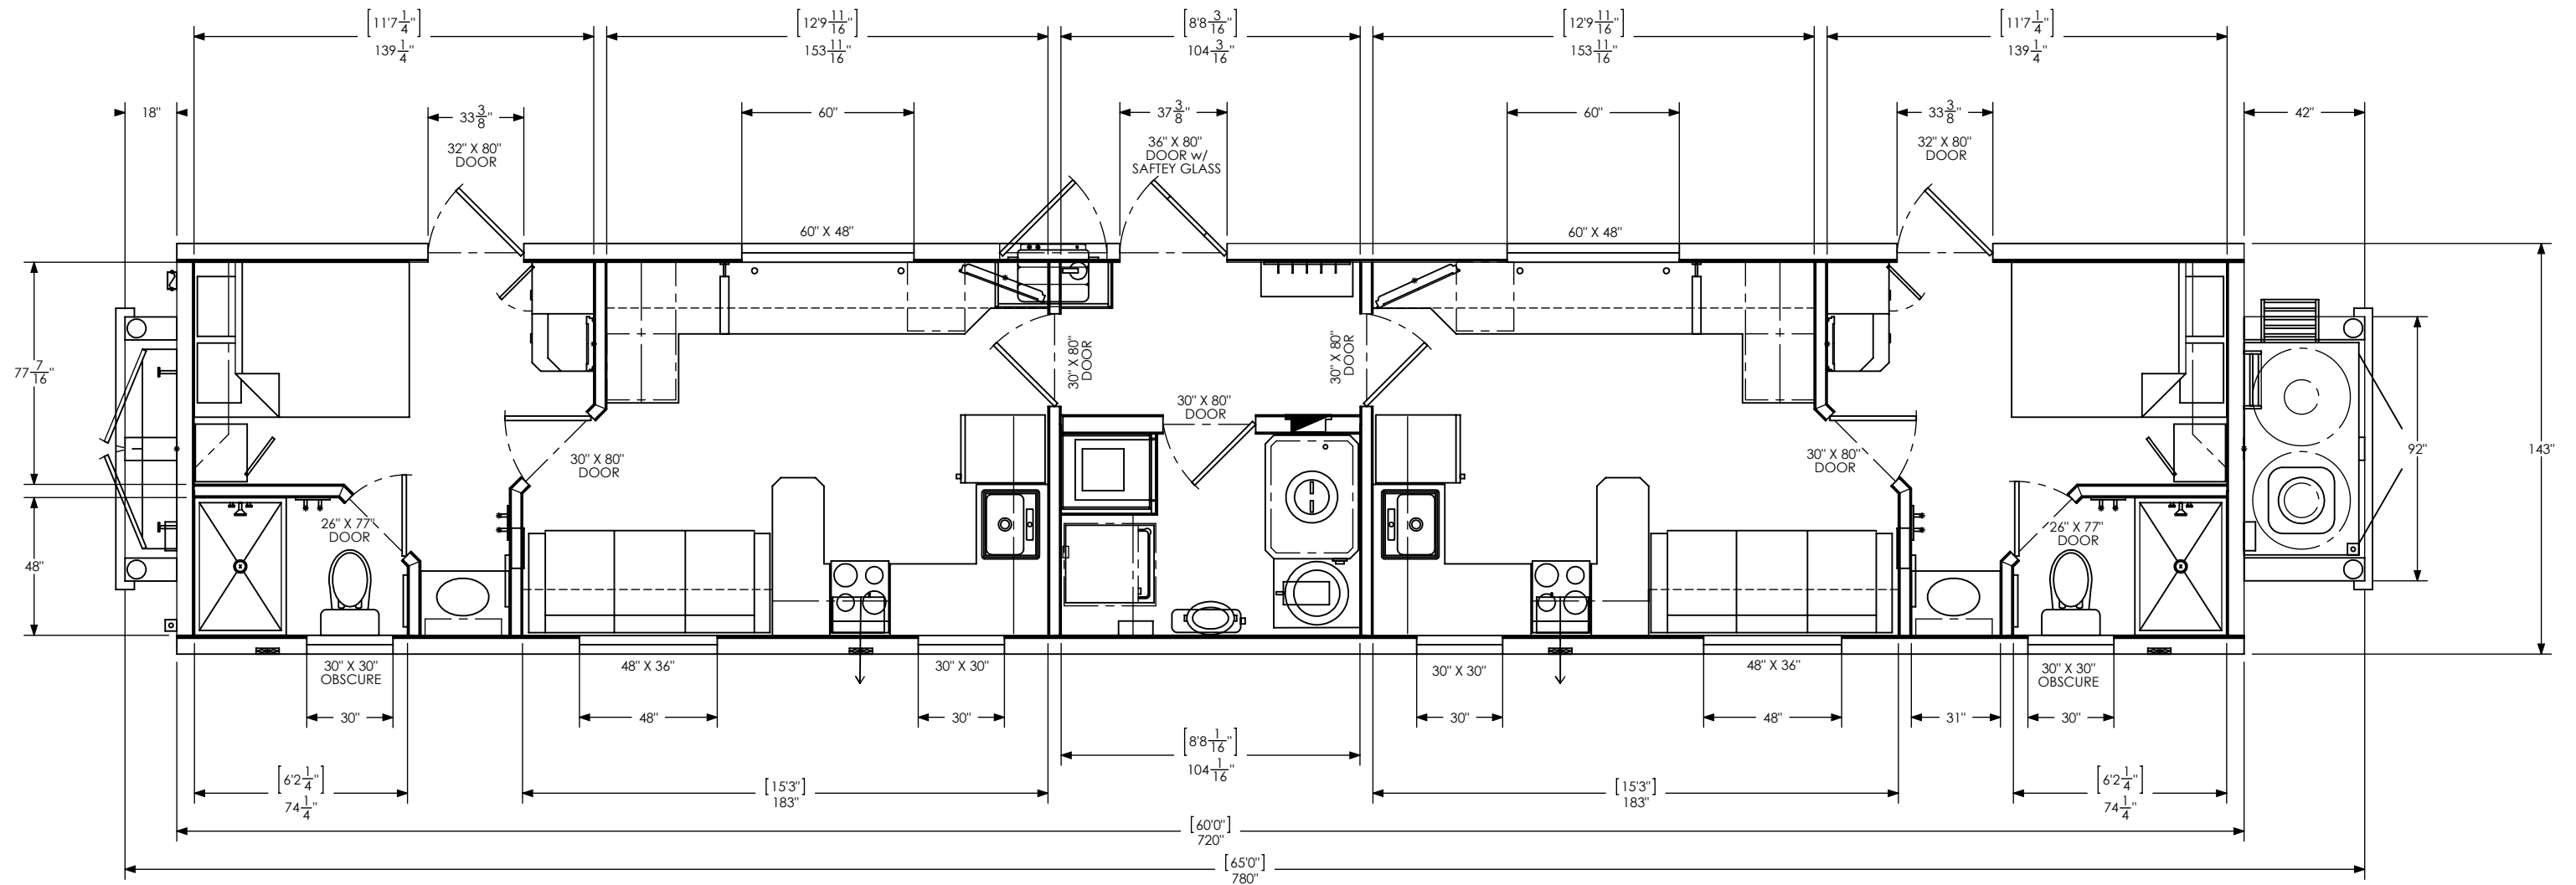 [11'7 1/4"]
139 1/4"
[12'9 11/16"]
153 11/16"
[8'8 3/16"]
104 3/16"
[12'9 11/16"]
153 11/16"
[11'7 1/4"]
139 1/4"
18"
33 3/8"
60"
37 3/8"
60"
33 3/8"
42"
32" X 80"
DOOR
36" X 80"
DOOR w/
SAFTEY GLASS
32" X 80"
DOOR
60" X 48"
60" X 48"
77 7/16"
30" X 80"
DOOR
30" X 80"
DOOR
30" X 80"
DOOR
30" X 80"
DOOR
30" X 80"
DOOR
92"
143"
26" X 77"
DOOR
26" X 77"
DOOR
48"
30" X 30"
OBSCURE
48" X 36"
30" X 30"
30" X 30"
48" X 36"
30" X 30"
OBSCURE
30"
48"
30"
30"
48"
31"
30"
[8'8 1/16"]
104 1/16"
[6'2 1/4"]
74 1/4"
[15'3"]
183"
[15'3"]
183"
[6'2 1/4"]
74 1/4"
[60'0"]
720"
[65'0"]
780"